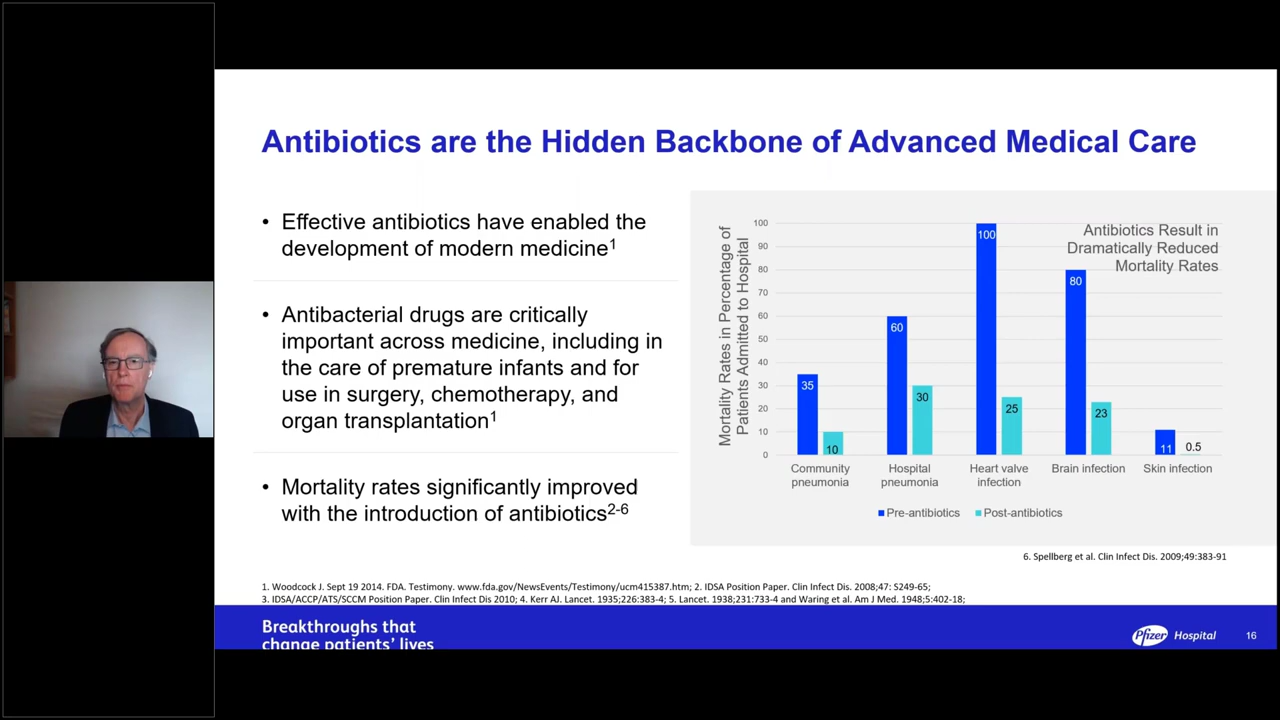 Antibiotics are the Hidden Backbone of Advanced Medical Care
• Effective antibiotics have enabled the
development of modern medicine1
• Antibacterial drugs are critically
important across medicine, including in
the care of premature infants and for
use in surgery, chemotherapy, and
organ transplantation1
• Mortality rates significantly improved
with the introduction of antibiotics2-6
Mortality Rates in Percentage of
Patients Admitted to Hospital
Antibiotics Result in
Dramatically Reduced
Mortality Rates
100
90
80
70
60
50
40
30
20
10
0
35
10
60
30
100
25
80
23
11
0.5
Community
pneumonia
Hospital
pneumonia
Heart valve
infection
Brain infection
Skin infection
Pre-antibiotics
Post-antibiotics
6. Spellberg et al. Clin Infect Dis. 2009;49:383-91
1. Woodcock J. Sept 19 2014. FDA. Testimony. www.fda.gov/NewsEvents/Testimony/ucm415387.htm; 2. IDSA Position Paper. Clin Infect Dis. 2008;47: S249-65;
3. IDSA/ACCP/ATS/SCCM Position Paper. Clin Infect Dis 2010; 4. Kerr AJ. Lancet. 1935;226:383-4; 5. Lancet. 1938;231:733-4 and Waring et al. Am J Med. 1948;5:402-18;
Breakthroughs that
change patients' lives
Pfizer Hospital
16